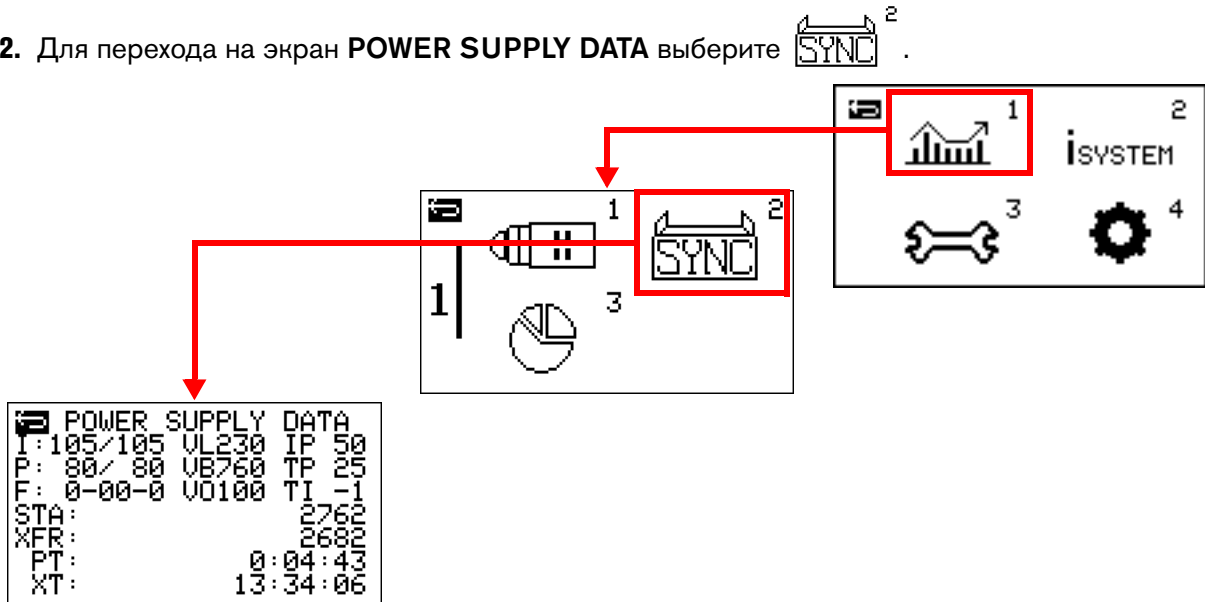 2. Для перехода на экран POWER SUPPLY DATA выберите SYNC 2 .
1 2
iSYSTEM
3 4
1 2
SYNC
1 3
POWER SUPPLY DATA
I:105/105 VL230 IP 50
P: 80/ 80 VB760 TP 25
F: 0-00-0 VO100 TI -1
STA: 2762
XFR: 2682
PT: 0:04:43
XT: 13:34:06